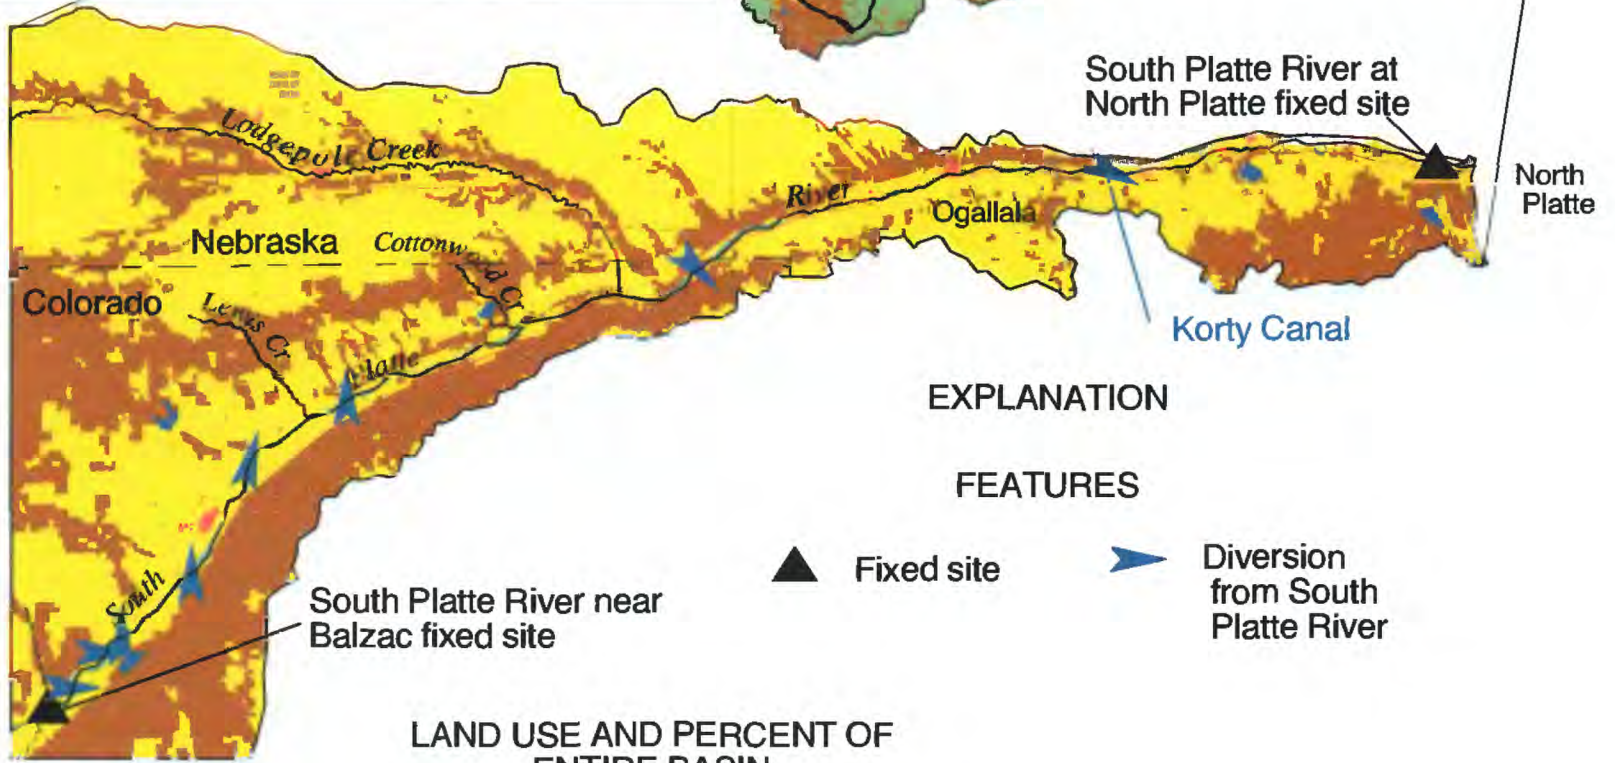 South Platte River at
North Platte fixed site
North
Platte
Lodgepole Creek
River
Ogallala
Nebraska
Cottonwood Cr
Colorado
Lewis Cr
Korty Canal
Platte
EXPLANATION
FEATURES
Fixed site
Diversion
from South
Platte River
South
South Platte River near
Balzac fixed site
LAND USE AND PERCENT OF
ENTIRE BASIN